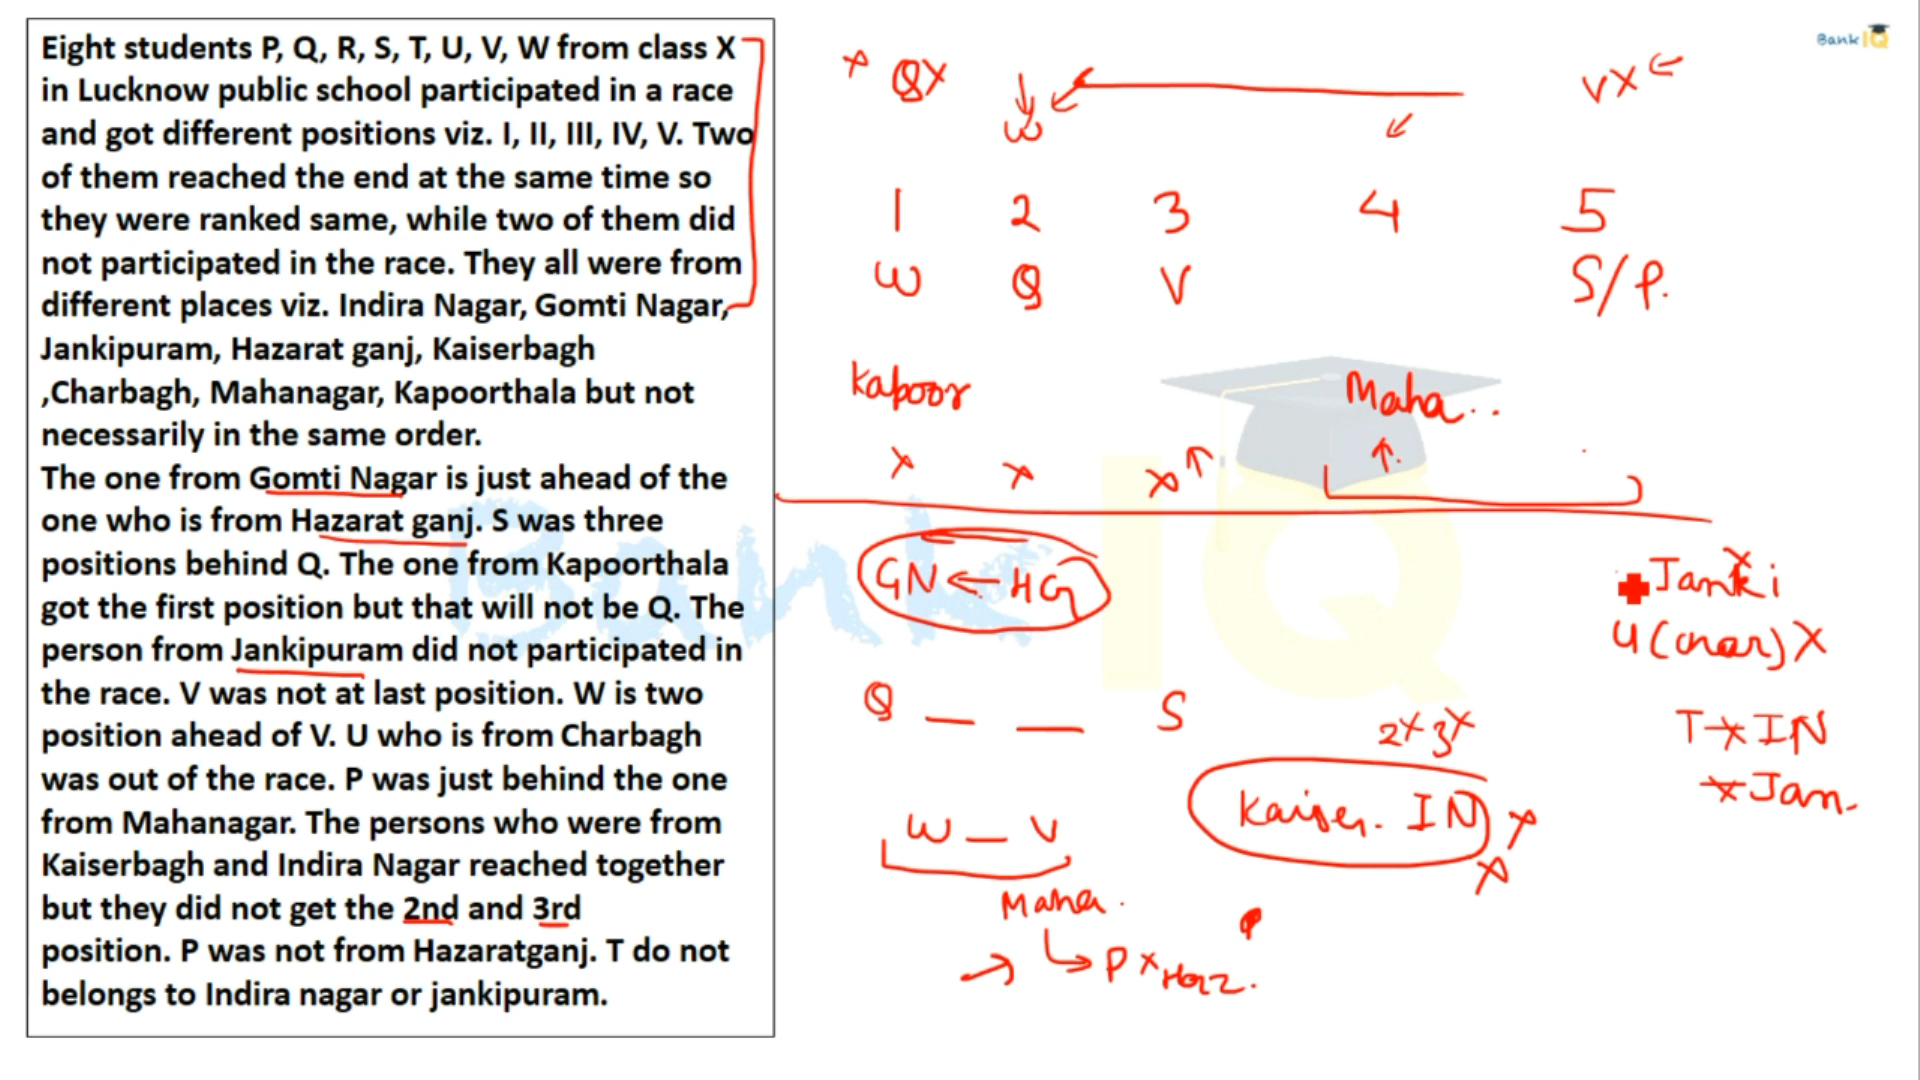 Eight students P, Q, R, S, T, U, V, W from class X
in Lucknow public school participated in a race
and got different positions viz. I, II, III, IV, V. Two
of them reached the end at the same time so
they were ranked same, while two of them did
not participated in the race. They all were from
different places viz. Indira Nagar, Gomti Nagar,
Jankipuram, Hazarat ganj, Kaiserbagh
,Charbagh, Mahanagar, Kapoorthala but not
necessarily in the same order.
The one from Gomti Nagar is just ahead of the
one who is from Hazarat ganj. S was three
positions behind Q. The one from Kapoorthala
got the first position but that will not be Q. The
person from Jankipuram did not participated in
the race. V was not at last position. W is two
position ahead of V. U who is from Charbagh
was out of the race. P was just behind the one
from Mahanagar. The persons who were from
Kaiserbagh and Indira Nagar reached together
but they did not get the 2nd and 3rd
position. P was not from Hazaratganj. T do not
belongs to Indira nagar or jankipuram.
Bank IQ
x QX VX
W
1 2 3 4 5
W Q V S/P.
Kapoor Maha..
x x x
Bank IQ
GN ← HG
Janki x
U (char) X
Q _ _ S
2x 3x
T x IN
x Jan.
Kaiser. IN x
x
W _ V
Maha.
P x Haz.